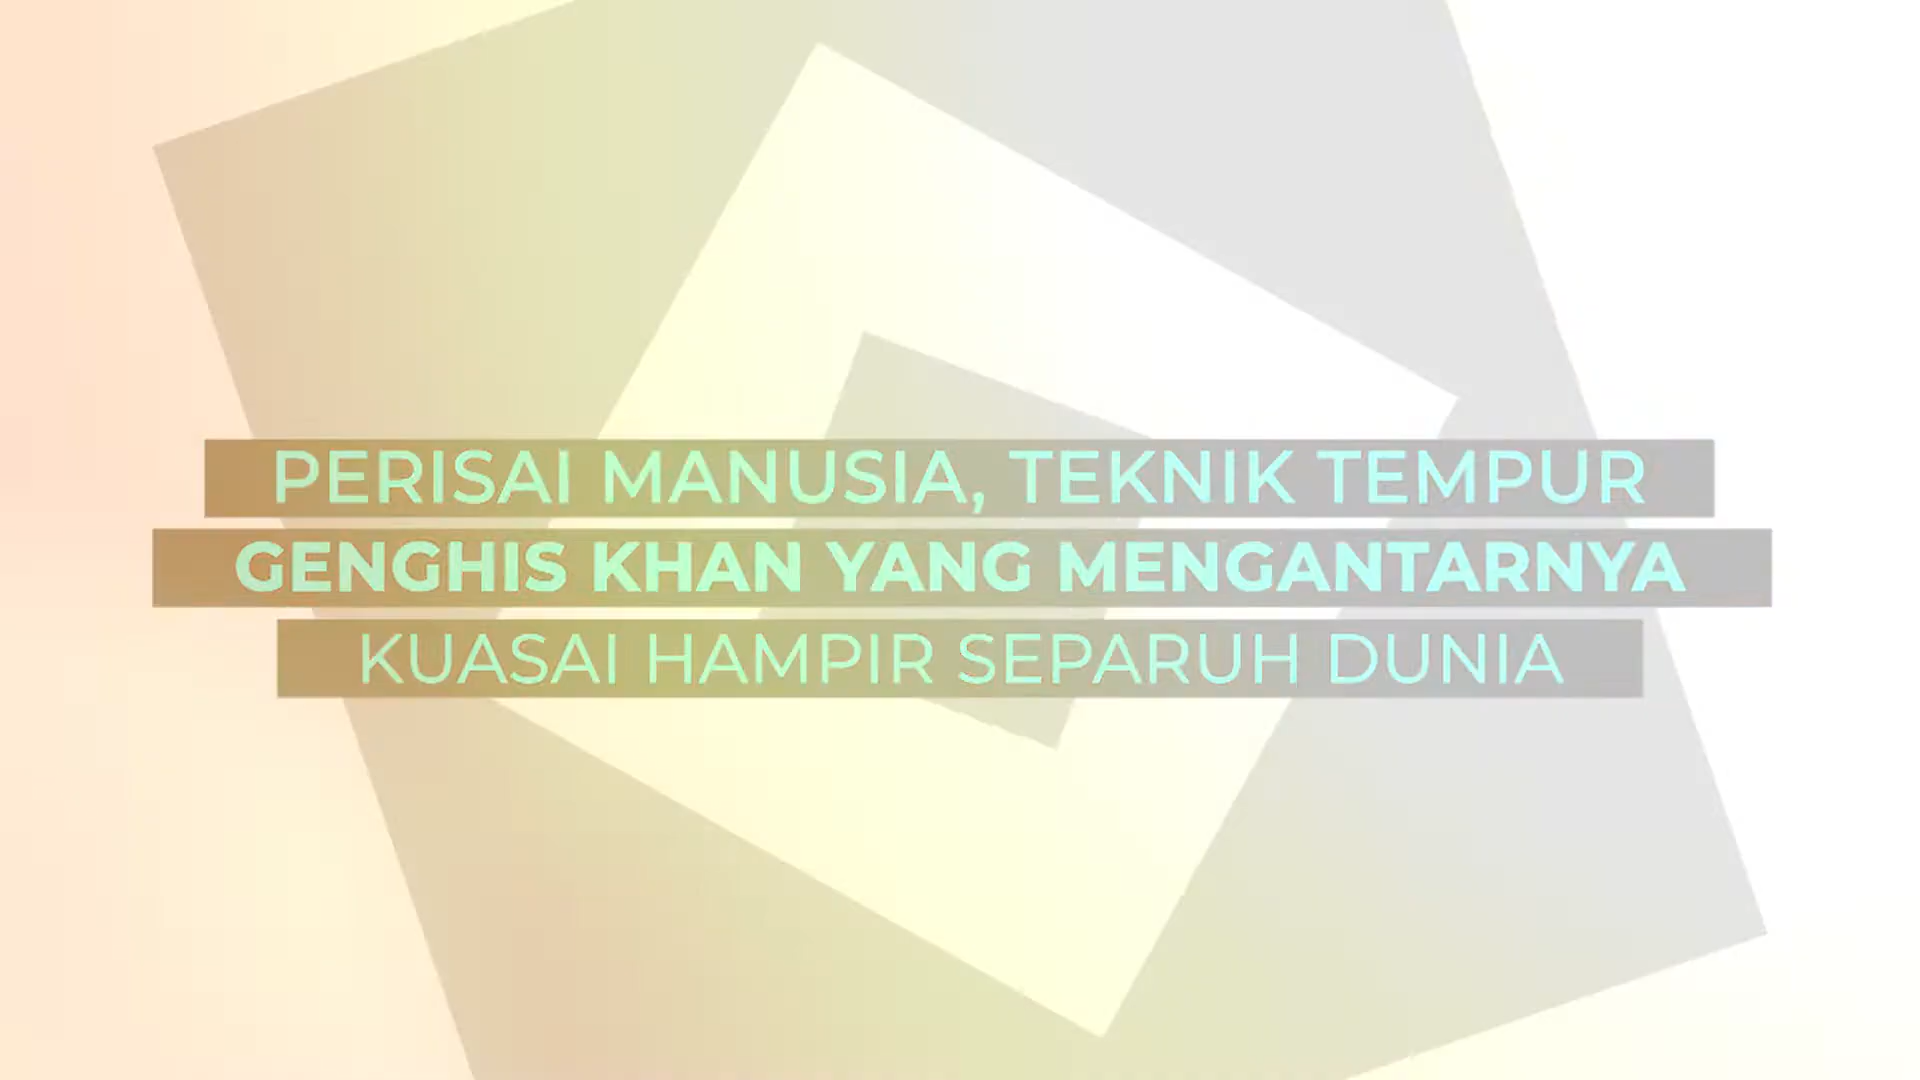 PERISAI MANUSIA, TEKNIK TEMPUR
GENGHIS KHAN YANG MENGANTARNYA
KUASAI HAMPIR SEPARUH DUNIA